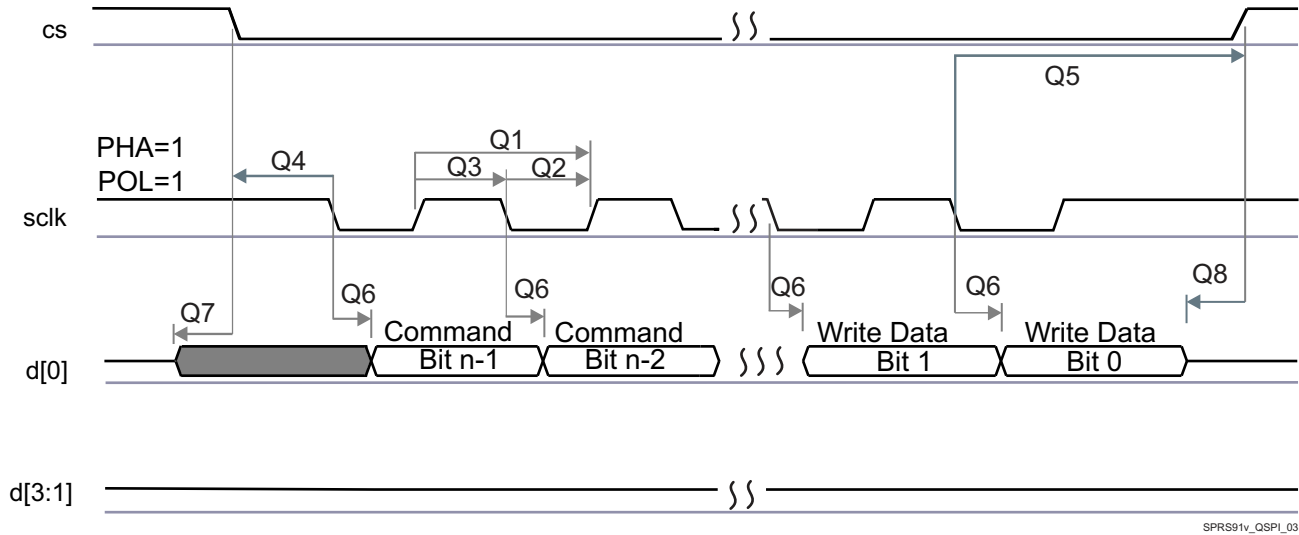 cs
Q5
PHA=1
POL=1
Q4
Q1
Q3 Q2
sclk
Q7
Q6
Q6
Q6
Q6
Q8
Command
Command
Write Data
Write Data
d[0]
Bit n-1
Bit n-2
Bit 1
Bit 0
d[3:1]
SPRS91v_QSPI_03